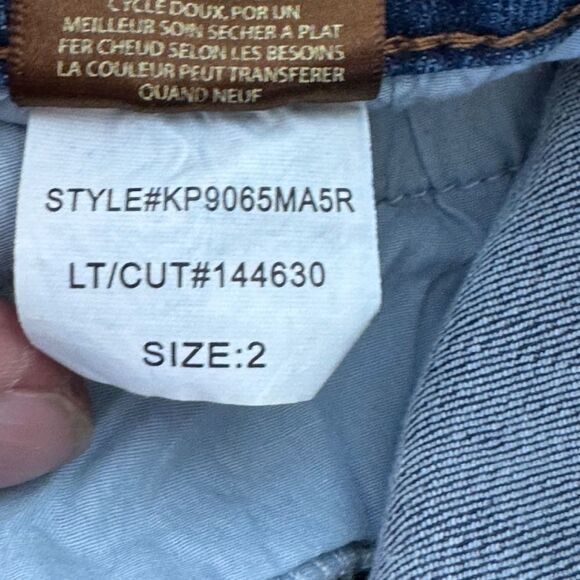 CYCLE DOUX, POR UN
MEILLEUR SOIN SECHER A PLAT
FER CHEUD SELON LES BESOINS
LA COULEUR PEUT TRANSFERER
QUAND NEUF
STYLE#KP9065MA5R
LT/CUT#144630
SIZE:2